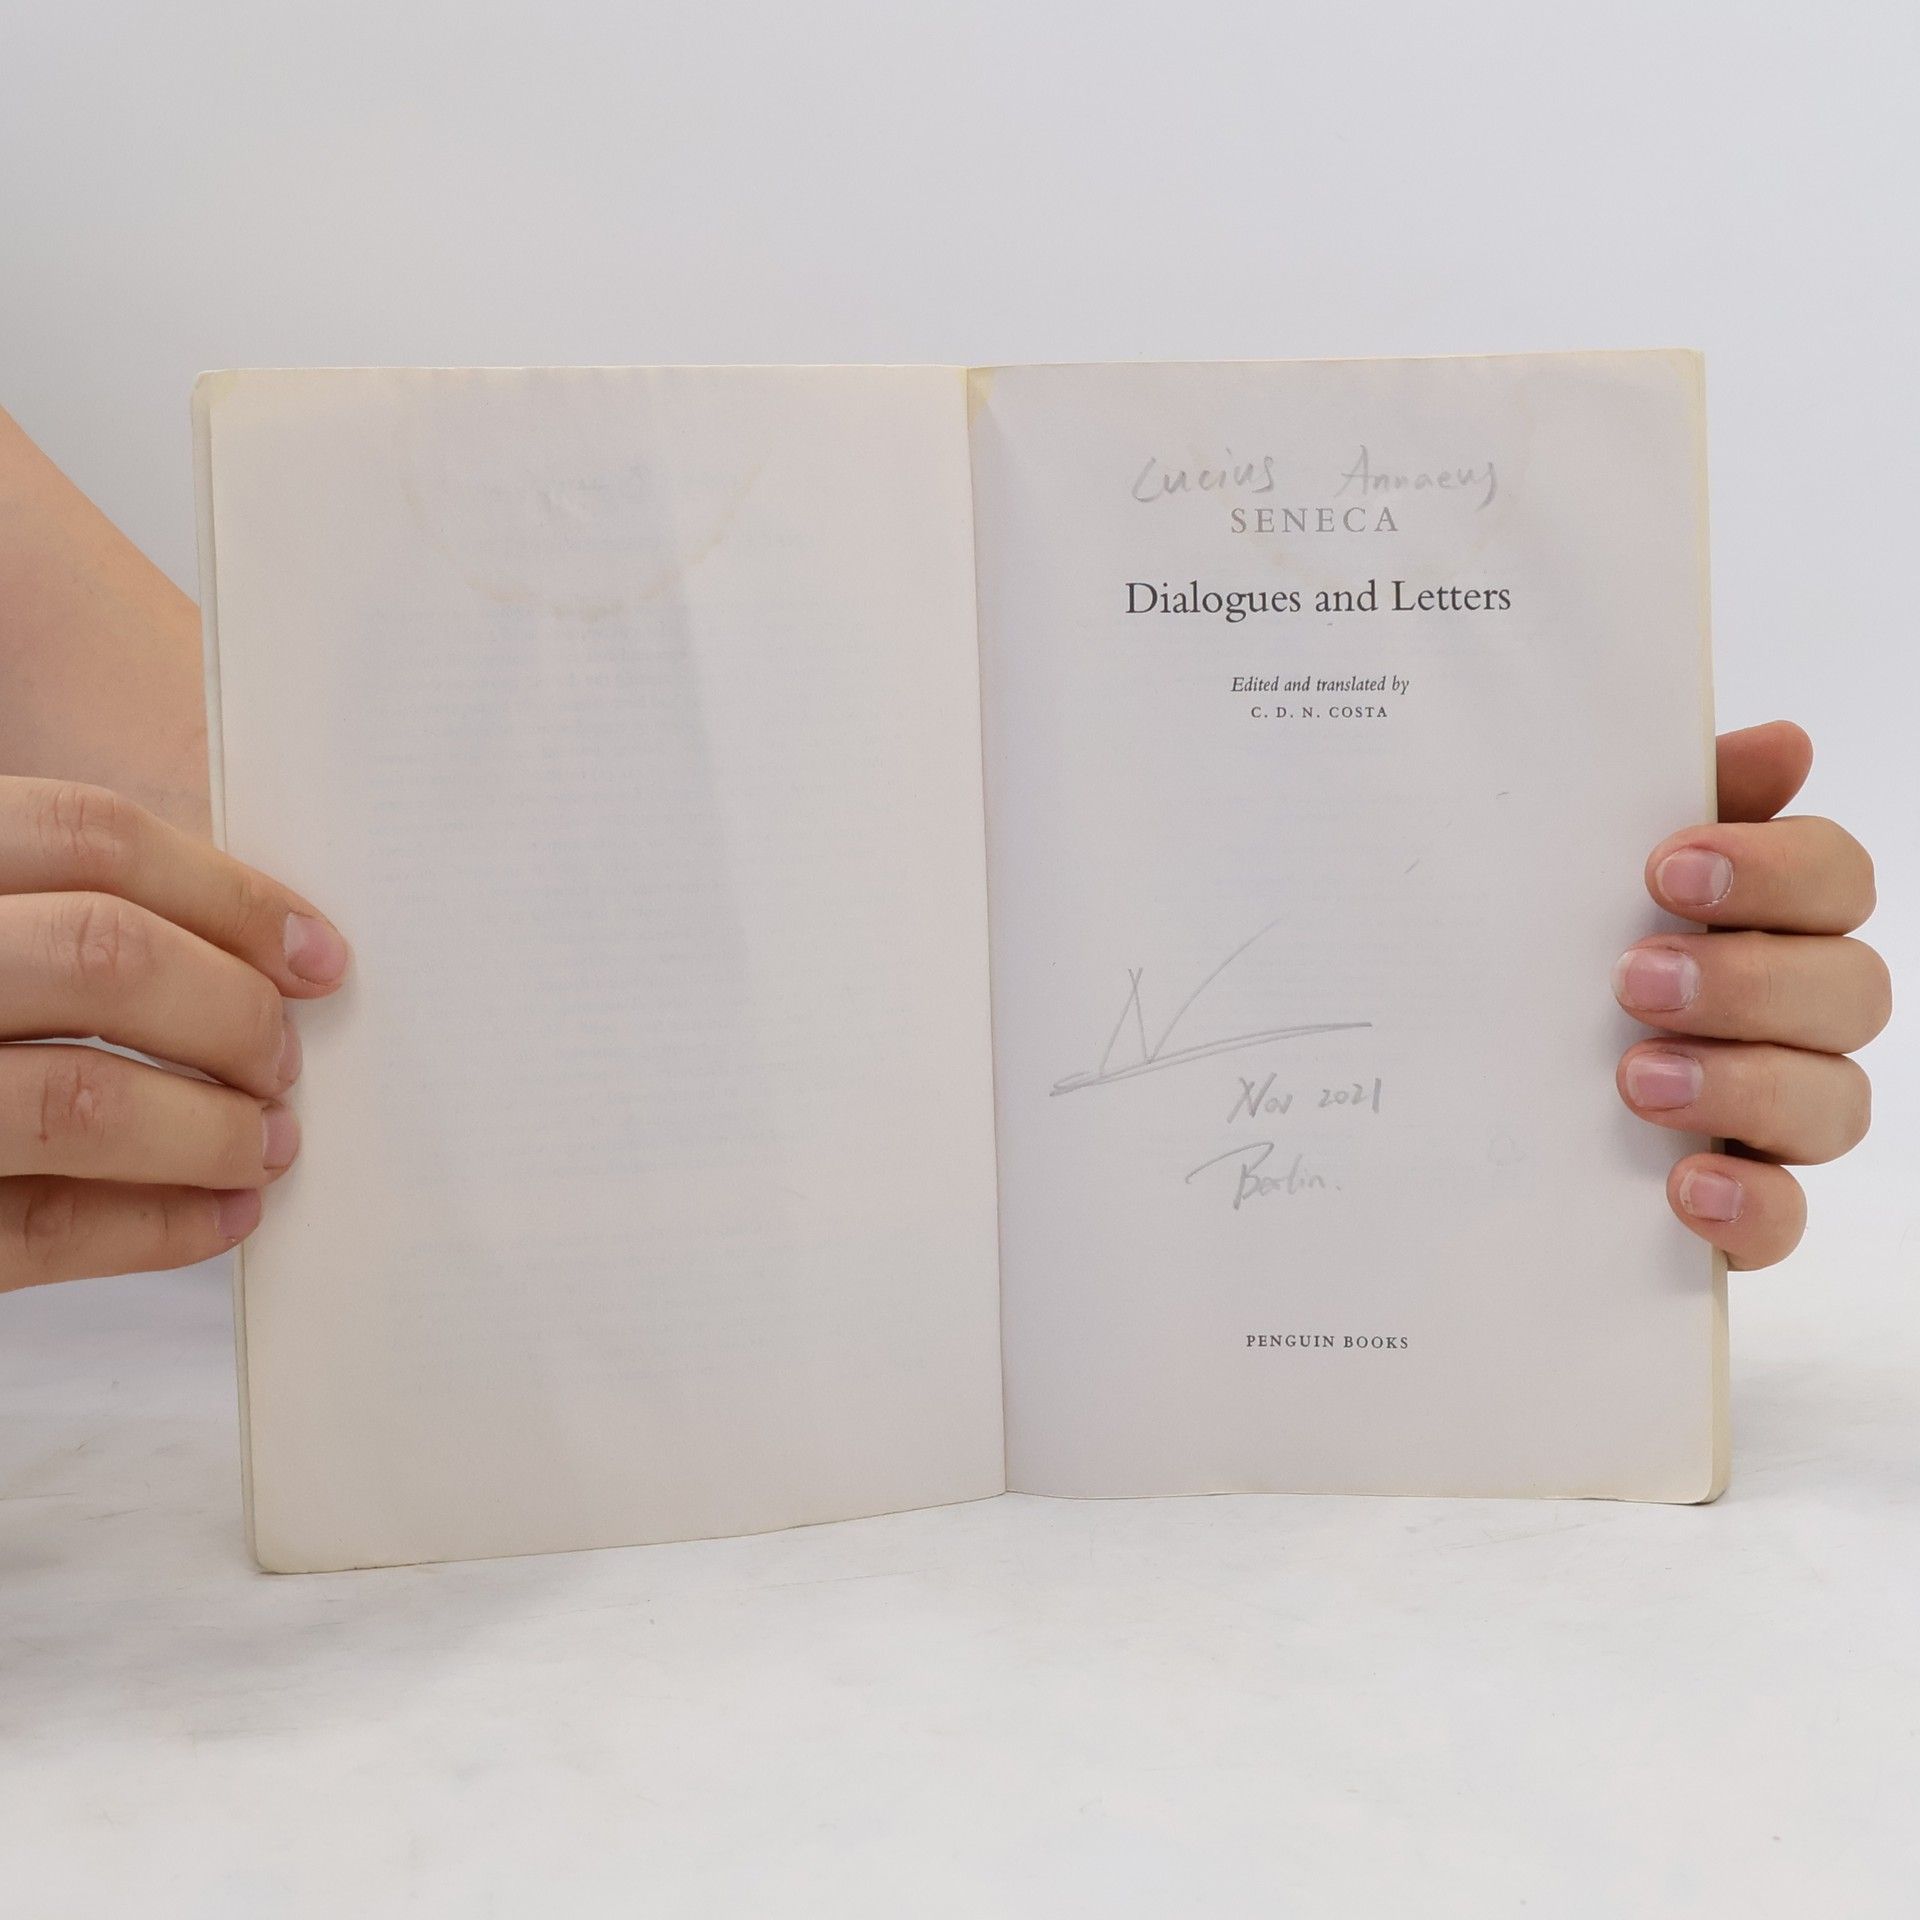 Lucius Annaeus
SENECA
Dialogues and Letters
Edited and translated by
C. D. N. COSTA
N
Nov 2021
Berlin.
PENGUIN BOOKS